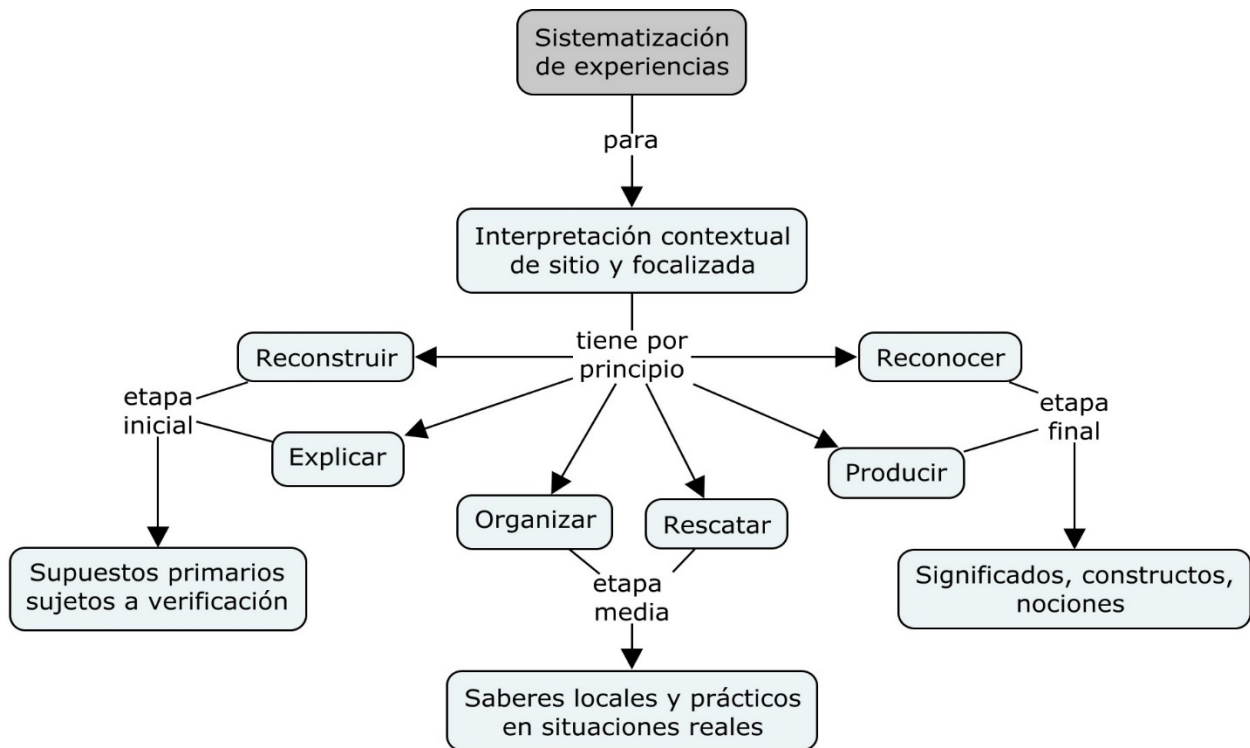 Sistematización
de experiencias
para
Interpretación contextual
de sitio y focalizada
tiene por
principio
Reconstruir
Reconocer
etapa
inicial
Explicar
etapa
final
Producir
Organizar
Rescatar
Supuestos primarios
sujetos a verificación
etapa
media
Significados, constructos,
nociones
Saberes locales y prácticos
en situaciones reales